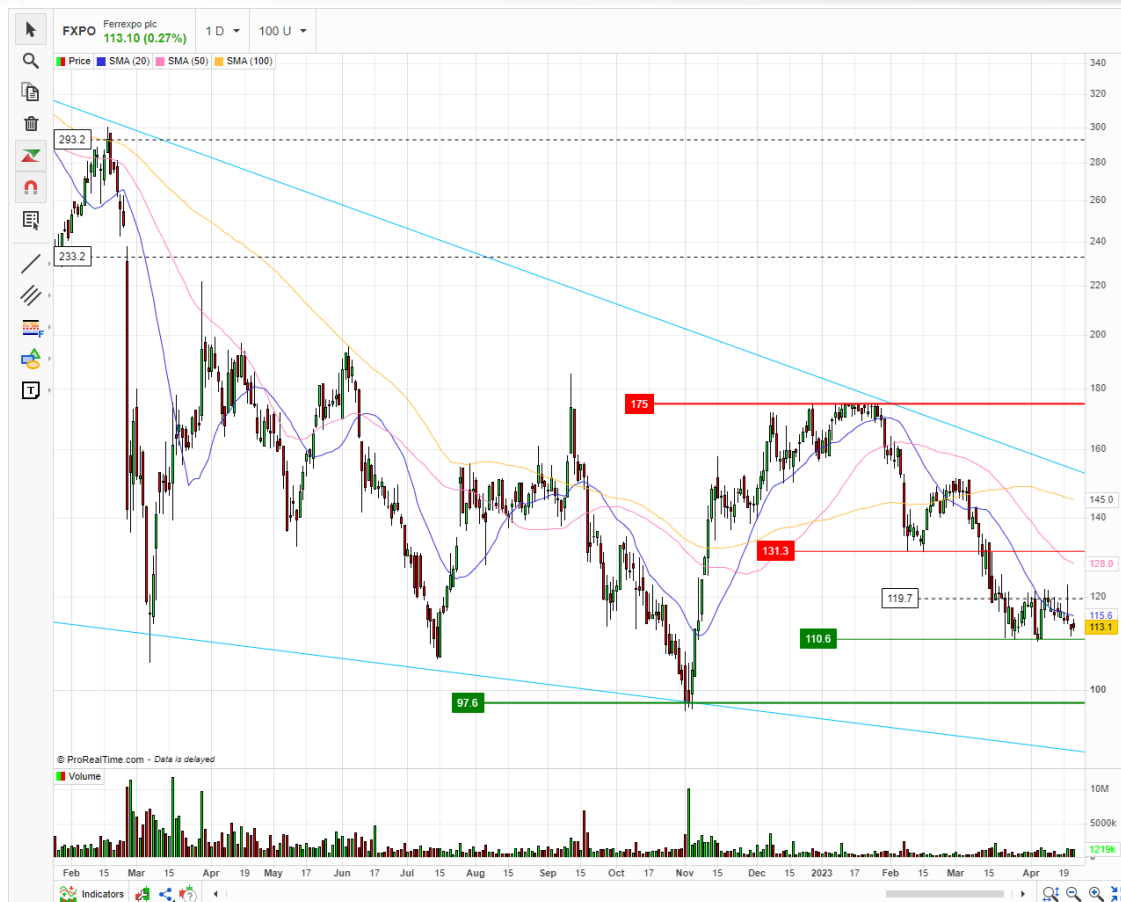 FXPO
Ferrexpo plc
113.10 (0.27%)
1 D
100 U
Price
SMA (20)
SMA (50)
SMA (100)
340
320
300
280
260
240
220
200
180
160
145.0
140
128.0
120
115.6
113.1
100
293.2
233.2
175
131.3
119.7
110.6
97.6
© ProRealTime.com - Data is delayed
Volume
10M
5000k
1219k
0
Feb 15 Mar 15 Apr 19 May 15 Jun 15 Jul 15 Aug 15 Sep 15 Oct 17 Nov 15 Dec 15 2023 17 Feb 15 Mar 15 Apr 19
Indicators
F
T
?